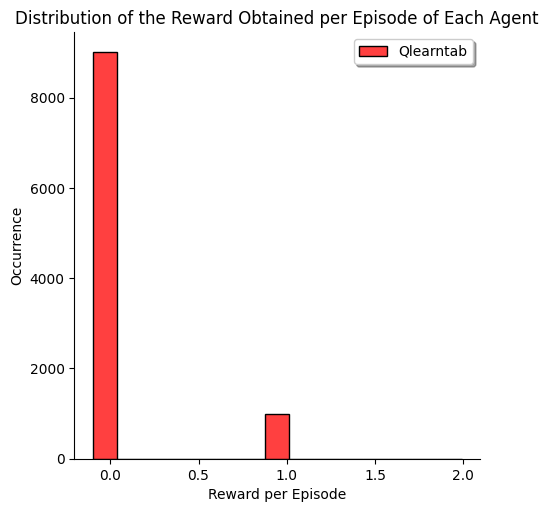 Distribution of the Reward Obtained per Episode of Each Agent
Qlearntab
8000
6000
4000
2000
0
Occurrence
0.0 0.5 1.0 1.5 2.0
Reward per Episode